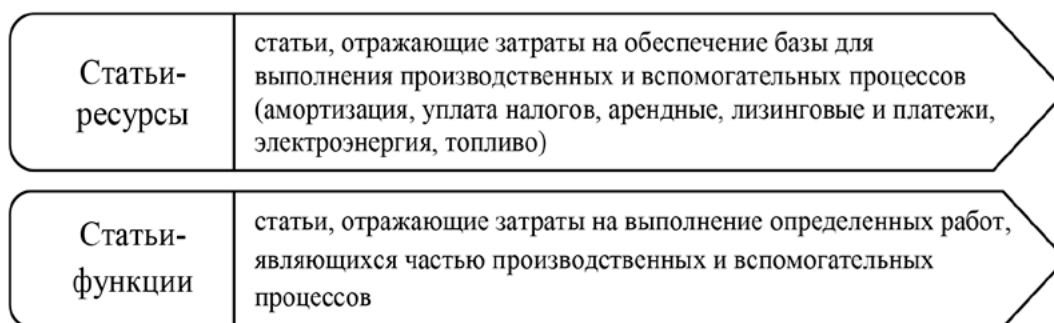 Статьи-
ресурсы
статьи, отражающие затраты на обеспечение базы для
выполнения производственных и вспомогательных процессов
(амортизация, уплата налогов, арендные, лизинговые и платежи,
электроэнергия, топливо)
Статьи-
функции
статьи, отражающие затраты на выполнение определенных работ,
являющихся частью производственных и вспомогательных
процессов